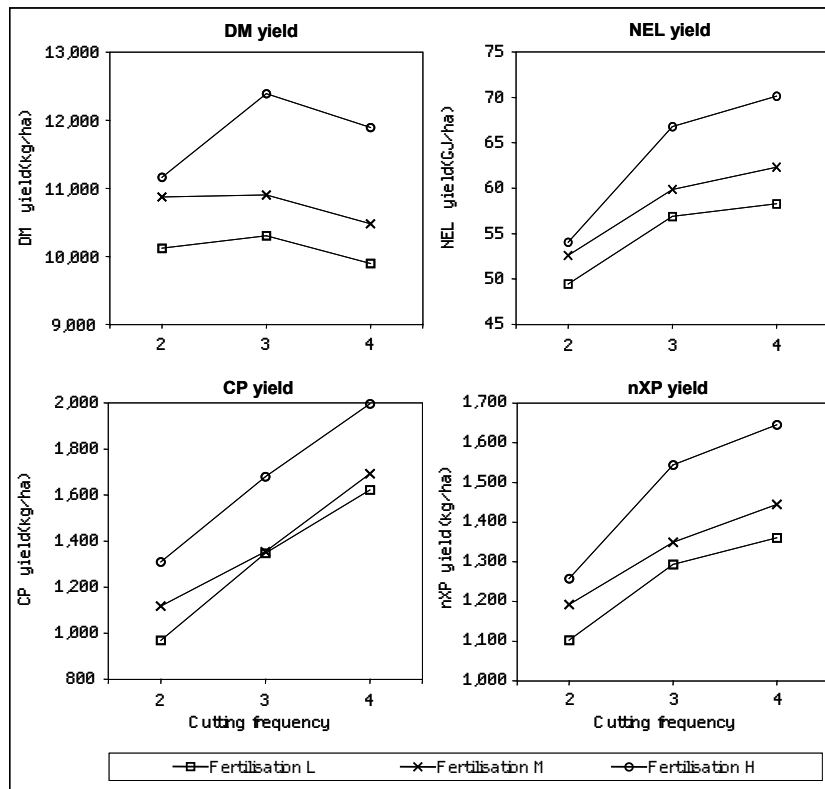 DM yield
13,000
12,000
11,000
10,000
9,000
DM yield(kg/ha)
2 3 4
NEL yield
75
70
65
60
55
50
45
NEL yield(GJ/ha)
2 3 4
CP yield
2,000
1,800
1,600
1,400
1,200
1,000
800
CP yield(kg/ha)
2 3 4
Cutting frequency
nXP yield
1,700
1,600
1,500
1,400
1,300
1,200
1,100
1,000
nXP yield(kg/ha)
2 3 4
Cutting frequency
Fertilisation L Fertilisation M Fertilisation H